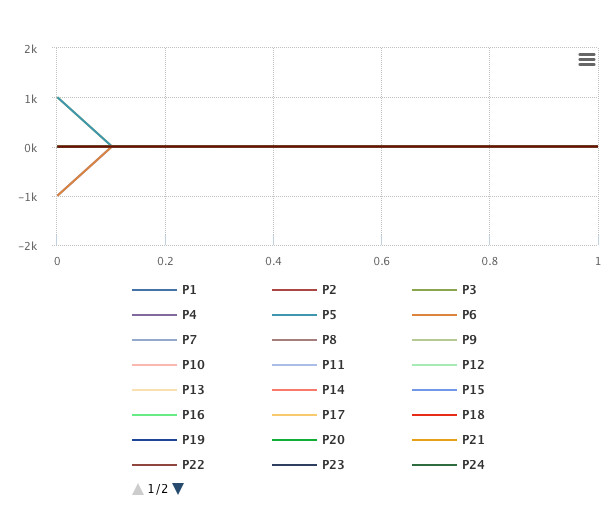 2k
1k
0k
−1k
−2k
0 0.2 0.4 0.6 0.8 1
P1 P2 P3
P4 P5 P6
P7 P8 P9
P10 P11 P12
P13 P14 P15
P16 P17 P18
P19 P20 P21
P22 P23 P24
1/2